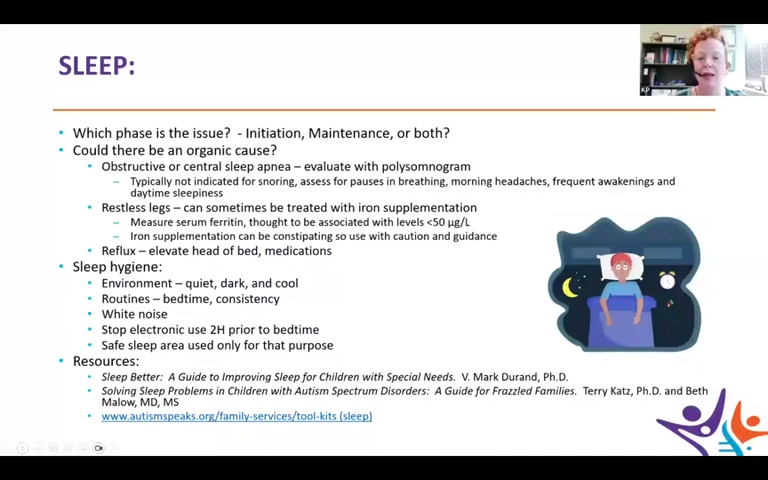 SLEEP:
KP
Which phase is the issue? - Initiation, Maintenance, or both?
Could there be an organic cause?
Obstructive or central sleep apnea – evaluate with polysomnogram
Typically not indicated for snoring, assess for pauses in breathing, morning headaches, frequent awakenings and
daytime sleepiness
Restless legs – can sometimes be treated with iron supplementation
Measure serum ferritin, thought to be associated with levels <50 µg/L
Iron supplementation can be constipating so use with caution and guidance
Reflux – elevate head of bed, medications
Sleep hygiene:
Environment – quiet, dark, and cool
Routines – bedtime, consistency
White noise
Stop electronic use 2H prior to bedtime
Safe sleep area used only for that purpose
Resources:
Sleep Better: A Guide to Improving Sleep for Children with Special Needs. V. Mark Durand, Ph.D.
Solving Sleep Problems in Children with Autism Spectrum Disorders: A Guide for Frazzled Families. Terry Katz, Ph.D. and Beth
Malow, MD, MS
www.autismspeaks.org/family-services/tool-kits (sleep)